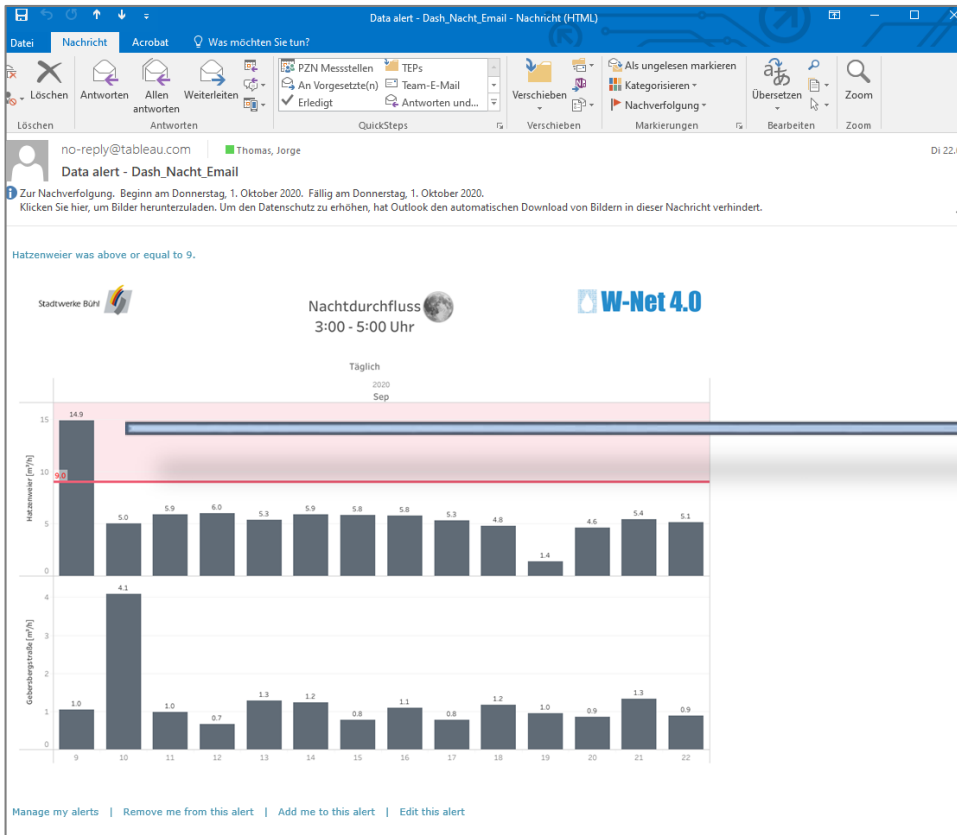 Data alert - Dash_Nacht_Email - Nachricht (HTML)
Datei Nachricht Acrobat Was möchten Sie tun?
Löschen
Antworten
Allen antworten
Weiterleiten
PZN Messstellen
TEPs
An Vorgesetzte(n)
Team-E-Mail
Erledigt
Antworten und...
Verschieben
Als ungelesen markieren
Kategorisieren
Nachverfolgung
Übersetzen
Zoom
Löschen Antworten QuickSteps Verschieben Markierungen Bearbeiten Zoom
no-reply@tableau.com Thomas, Jorge Di 22.
Data alert - Dash_Nacht_Email
Zur Nachverfolgung. Beginn am Donnerstag, 1. Oktober 2020. Fällig am Donnerstag, 1. Oktober 2020.
Klicken Sie hier, um Bilder herunterzuladen. Um den Datenschutz zu erhöhen, hat Outlook den automatischen Download von Bildern in dieser Nachricht verhindert.
Hatzenweier was above or equal to 9.
Stadtwerke Bühl
Nachtdurchfluss
3:00 - 5:00 Uhr
W-Net 4.0
Täglich
2020
Sep
Hatzenweier [m³/h]
15
10
5
0
9.0
14.9 5.0 5.9 6.0 5.3 5.9 5.8 5.8 5.3 4.8 1.4 4.6 5.4 5.1
Gebersbergstraße [m³/h]
4
3
2
1
0
1.0 4.1 1.0 0.7 1.3 1.2 0.8 1.1 0.8 1.2 1.0 0.9 1.3 0.9
9 10 11 12 13 14 15 16 17 18 19 20 21 22
Manage my alerts | Remove me from this alert | Add me to this alert | Edit this alert